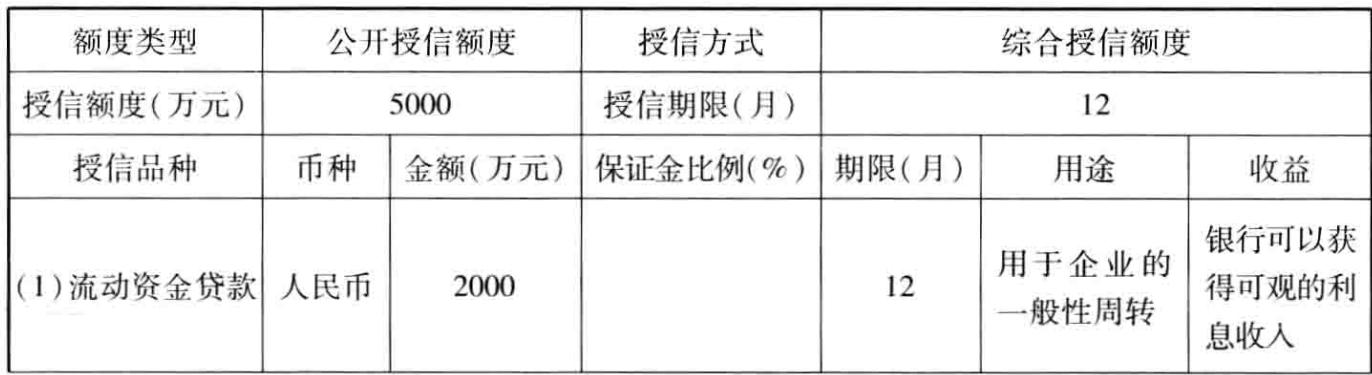 额度类型 公开授信额度 授信方式 综合授信额度
授信额度(万元) 5000 授信期限(月) 12
授信品种 币种 金额(万元) 保证金比例(%) 期限(月) 用途 收益
(1)流动资金贷款 人民币 2000 12 用于企业的一般性周转 银行可以获得可观的利息收入